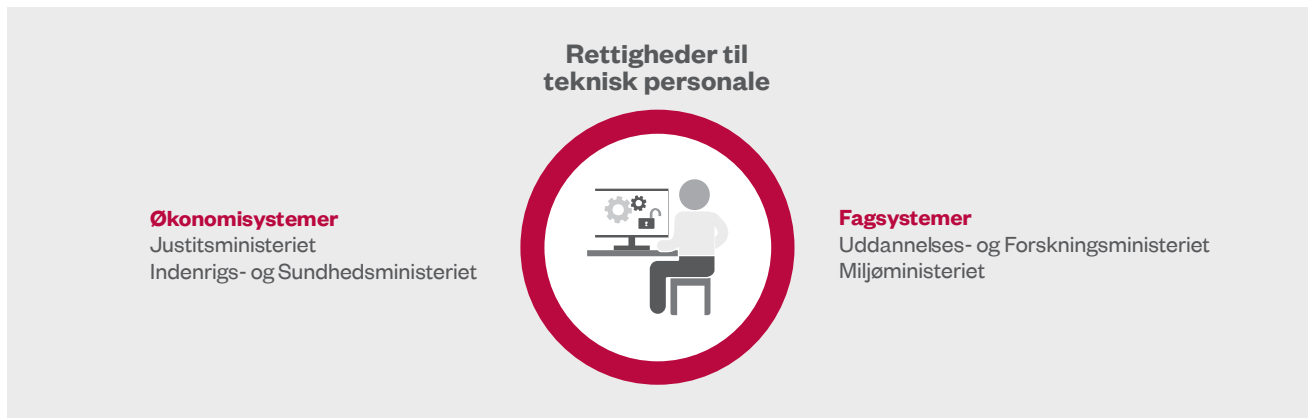 Rettigheder til
teknisk personale
Økonomisystemer
Justitsministeriet
Indenrigs- og Sundhedsministeriet
Fagsystemer
Uddannelses- og Forskningsministeriet
Miljøministeriet